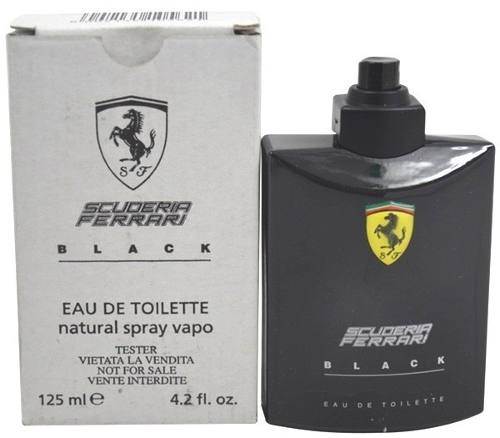 S F
SCUDERIA
FERRARI
BLACK
EAU DE TOILETTE
natural spray vapo
TESTER
VIETATA LA VENDITA
NOT FOR SALE
VENTE INTERDITE
125 ml e 4.2 fl. oz.
S F
SCUDERIA
FERRARI
BLACK
EAU DE TOILETTE